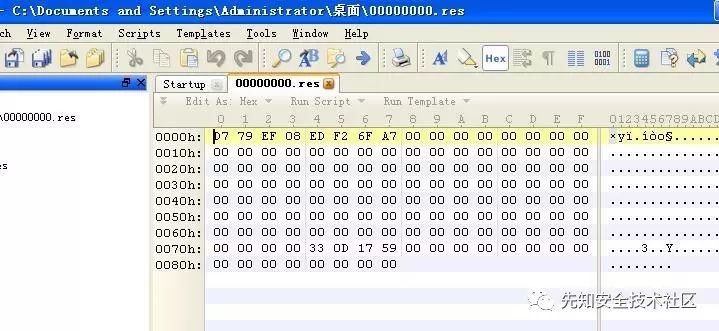 - C:\Documents and Settings\Administrator\桌面\00000000.res
ch View Format Scripts Templates Tools Window Help
Hex
Startup 00000000.res
\00000000.res
Edit As: Hex Run Script Run Template
0 1 2 3 4 5 6 7 8 9 A B C D E F 0123456789ABCD
0000h: D7 79 EF 08 ED F2 6F A7 00 00 00 00 00 00 00 00 ×yï.íòo§......
es
0010h: 00 00 00 00 00 00 00 00 00 00 00 00 00 00 00 00 ..............
0020h: 00 00 00 00 00 00 00 00 00 00 00 00 00 00 00 00 ..............
0030h: 00 00 00 00 00 00 00 00 00 00 00 00 00 00 00 00 ..............
0040h: 00 00 00 00 00 00 00 00 00 00 00 00 00 00 00 00 ..............
0050h: 00 00 00 00 00 00 00 00 00 00 00 00 00 00 00 00 ..............
0060h: 00 00 00 00 00 00 00 00 00 00 00 00 00 00 00 00 ..............
0070h: 00 00 00 00 33 0D 17 59 00 00 00 00 00 00 00 00 ....3..Y......
0080h: 00 00 00 00 00 00 00 00 ........
先知安全技术社区